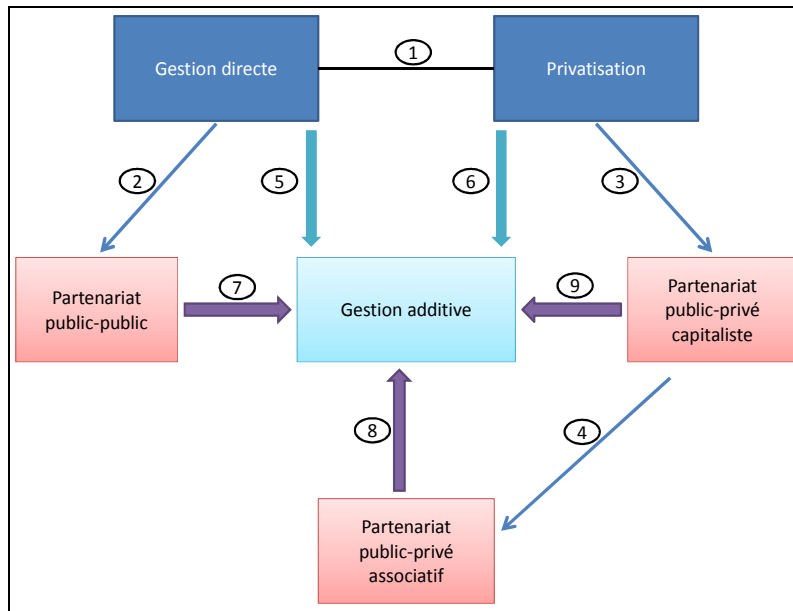 1
Gestion directe
Privatisation
2
5
6
3
Partenariat
public-public
7
Gestion additive
9
Partenariat
public-privé
capitaliste
8
4
Partenariat
public-privé
associatif